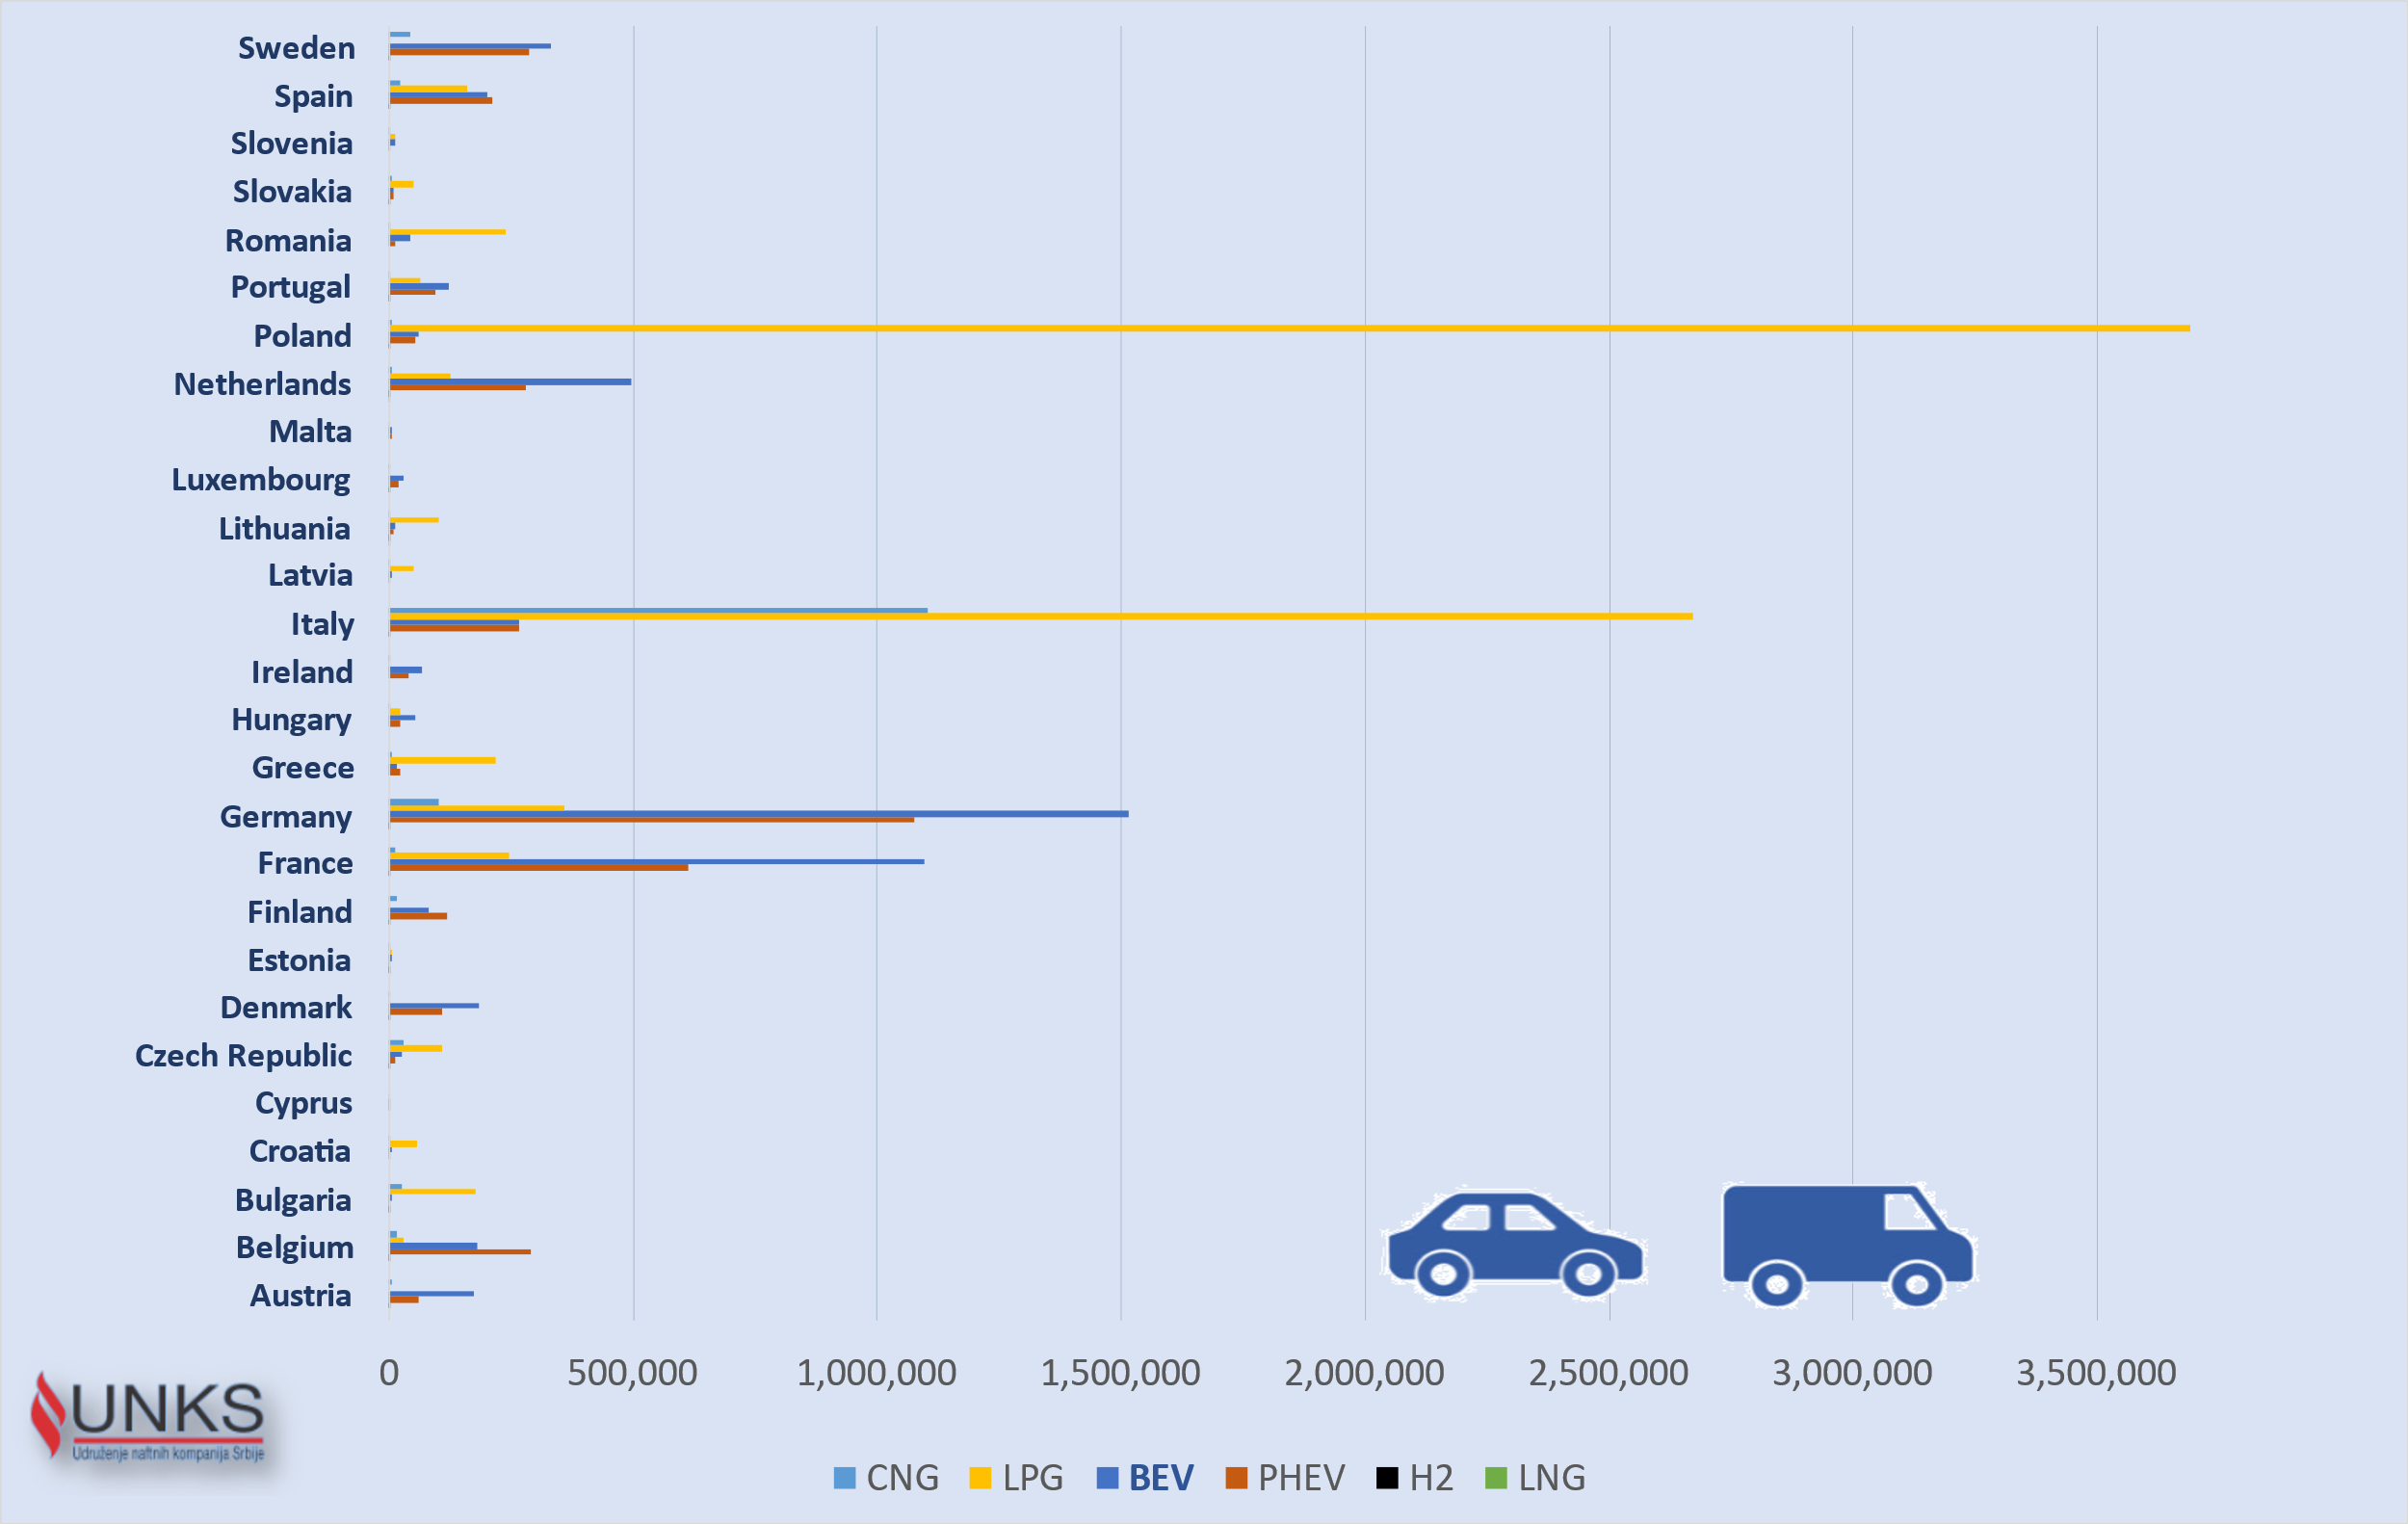 Sweden
Spain
Slovenia
Slovakia
Romania
Portugal
Poland
Netherlands
Malta
Luxembourg
Lithuania
Latvia
Italy
Ireland
Hungary
Greece
Germany
France
Finland
Estonia
Denmark
Czech Republic
Cyprus
Croatia
Bulgaria
Belgium
Austria
0 500,000 1,000,000 1,500,000 2,000,000 2,500,000 3,000,000 3,500,000
UNKS
Udruženje naftnih kompanija Srbije
CNG LPG BEV PHEV H2 LNG